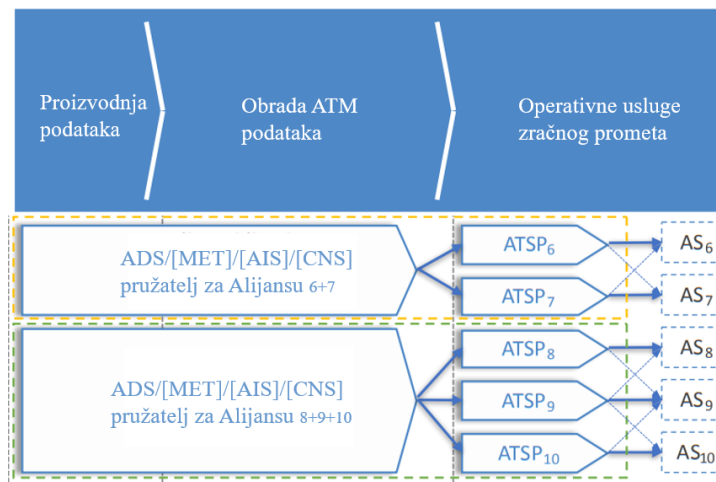 Proizvodnja
podataka
Obrada ATM
podataka
Operativne usluge
zračnog prometa
ADS/[MET]/[AIS]/[CNS]
pružatelj za Alijansu 6+7
ATSP6
ATSP7
AS6
AS7
ADS/[MET]/[AIS]/[CNS]
pružatelj za Alijansu 8+9+10
ATSP8
ATSP9
ATSP10
AS8
AS9
AS10